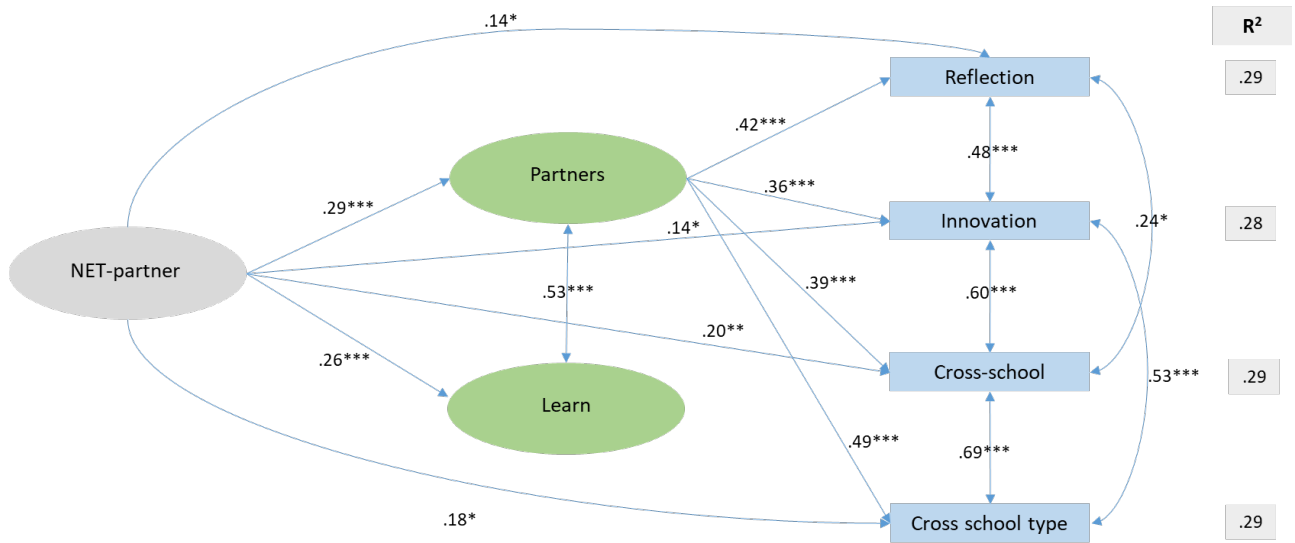 .14*
R²
Reflection
.29
.42***
.48***
Partners
.36***
.29***
.14*
Innovation
.24*
.28
NET-partner
.39***
.53***
.60***
.20**
.26***
Cross-school
.53***
.29
Learn
.49***
.69***
.18*
Cross school type
.29